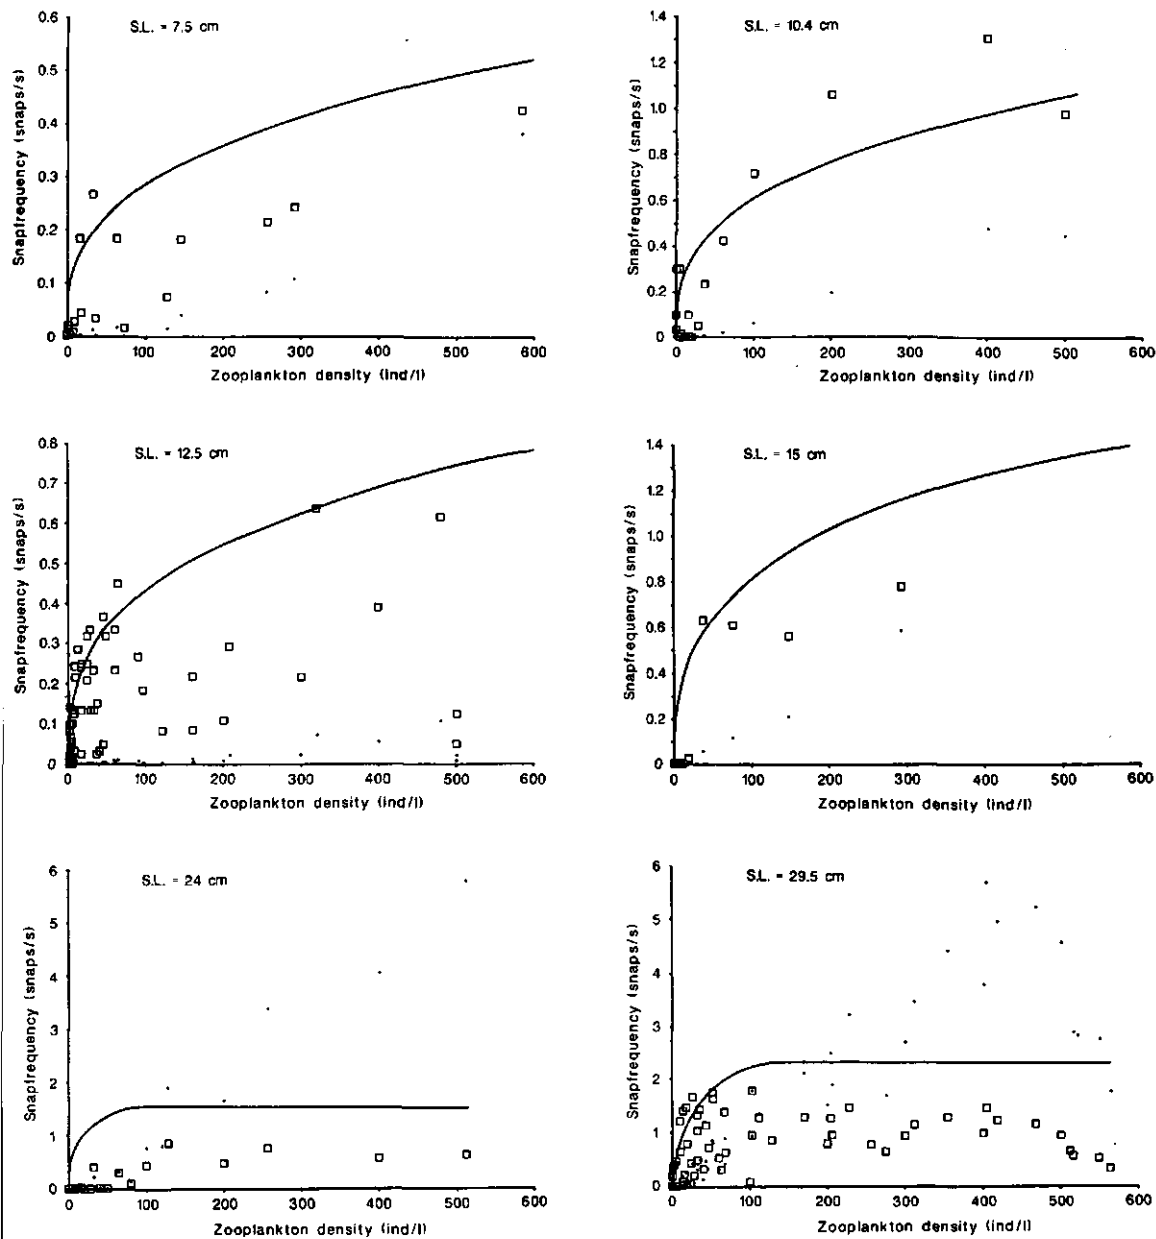 S.L. = 7.5 cm
Snapfrequency (snaps/s)
0.6
0.5
0.4
0.3
0.2
0.1
0
0 100 200 300 400 500 600
Zooplankton density (ind/l)
S.L. = 10.4 cm
Snapfrequency (snaps/s)
1.4
1.2
1.0
0.8
0.6
0.4
0.2
0
0 100 200 300 400 500 600
Zooplankton density (ind/l)
S.L. = 12.5 cm
Snapfrequency (snaps/s)
0.8
0.7
0.6
0.5
0.4
0.3
0.2
0.1
0
0 100 200 300 400 500 600
Zooplankton density (ind/l)
S.L. = 15 cm
Snapfrequency (snaps/s)
1.4
1.2
1.0
0.8
0.6
0.4
0.2
0
0 100 200 300 400 500 600
Zooplankton density (ind/l)
S.L. = 24 cm
Snapfrequency (snaps/s)
6
5
4
3
2
1
0
0 100 200 300 400 500 600
Zooplankton density (ind/l)
S.L. = 29.5 cm
Snapfrequency (snaps/s)
6
5
4
3
2
1
0
0 100 200 300 400 500 600
Zooplankton density (ind/l)